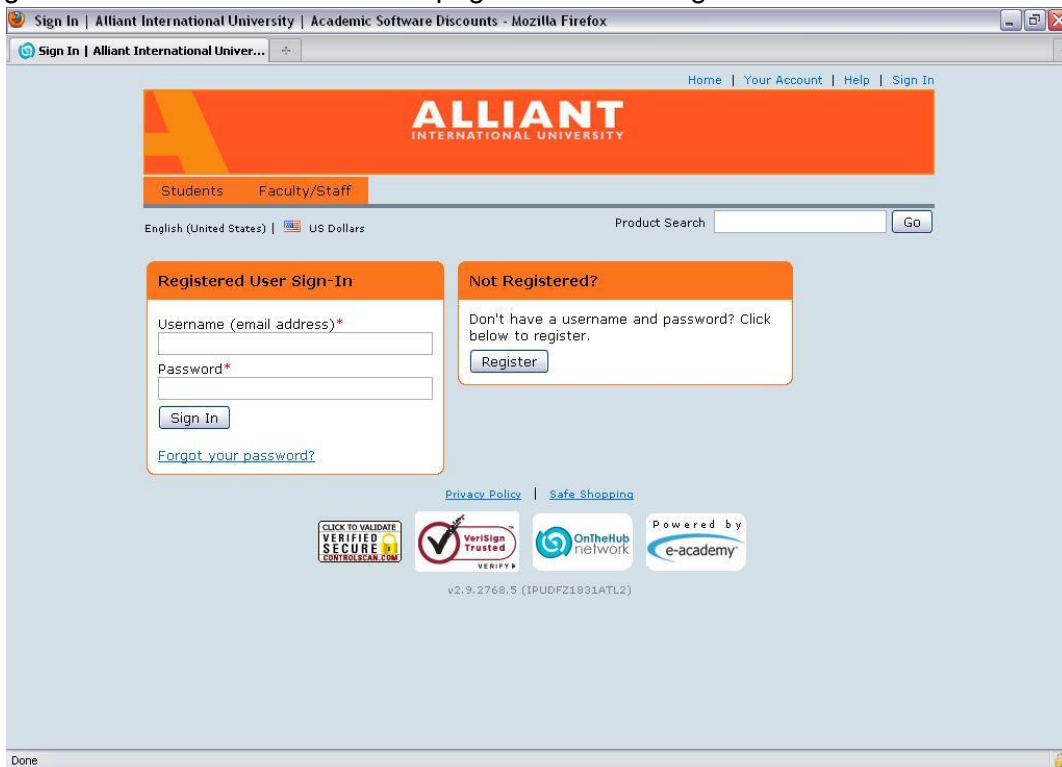 Sign In | Alliant International University | Academic Software Discounts - Mozilla Firefox
Sign In | Alliant International Univer...
Home | Your Account | Help | Sign In
ALLIANT
INTERNATIONAL UNIVERSITY
Students Faculty/Staff
English (United States) | US Dollars
Product Search Go
Registered User Sign-In
Username (email address)*
Password*
Sign In
Forgot your password?
Not Registered?
Don't have a username and password? Click
below to register.
Register
Privacy Policy | Safe Shopping
CLICK TO VALIDATE
VERIFIED
SECURE
CONTROLSCAN.COM
VeriSign
Trusted
VERIFY
OnTheHub
network
Powered by
e-academy
v2.9.2768.5 (IPUDFZ1831ATL2)
Done